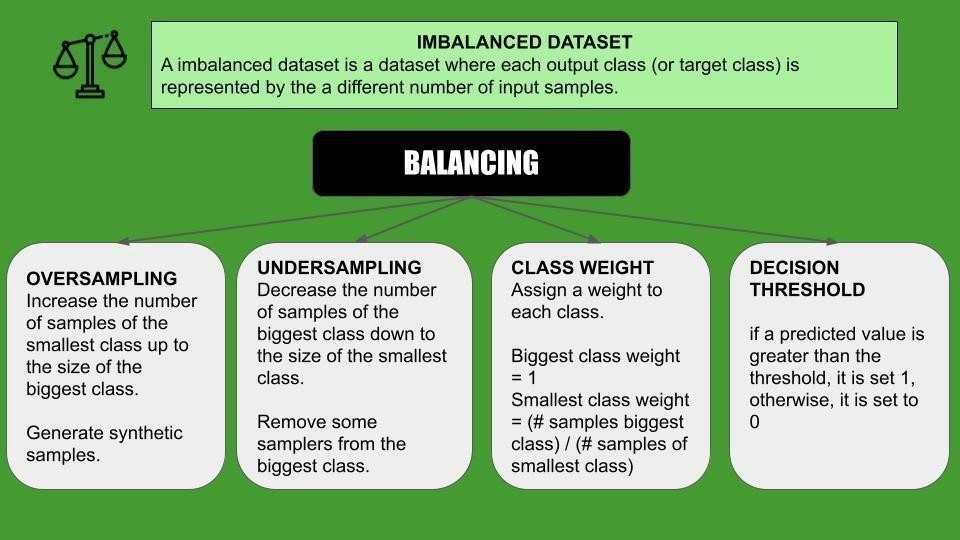 IMBALANCED DATASET
A imbalanced dataset is a dataset where each output class (or target class) is
represented by the a different number of input samples.
BALANCING
OVERSAMPLING
Increase the number
of samples of the
smallest class up to
the size of the
biggest class.
Generate synthetic
samples.
UNDERSAMPLING
Decrease the number
of samples of the
biggest class down to
the size of the smallest
class.
Remove some
samplers from the
biggest class.
CLASS WEIGHT
Assign a weight to
each class.
Biggest class weight
= 1
Smallest class weight
= (# samples biggest
class) / (# samples of
smallest class)
DECISION
THRESHOLD
if a predicted value is
greater than the
threshold, it is set 1,
otherwise, it is set to
0